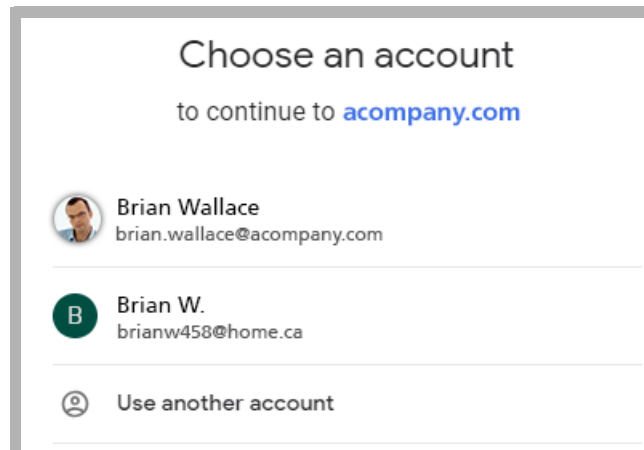 Choose an account
to continue to acompany.com
Brian Wallace
brian.wallace@acompany.com
B
Brian W.
brianw458@home.ca
Use another account